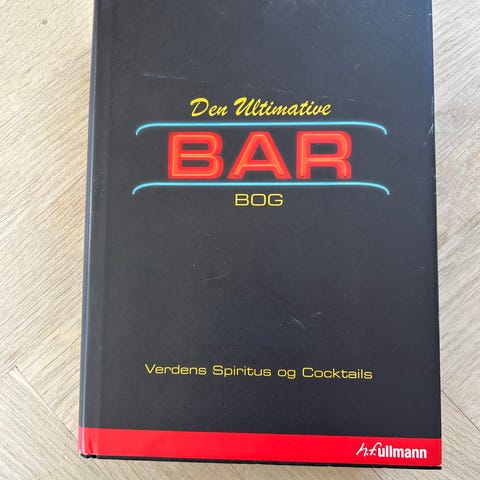 Den Ultimative
BAR
BOG
Verdens Spiritus og Cocktails
h.f.ullmann